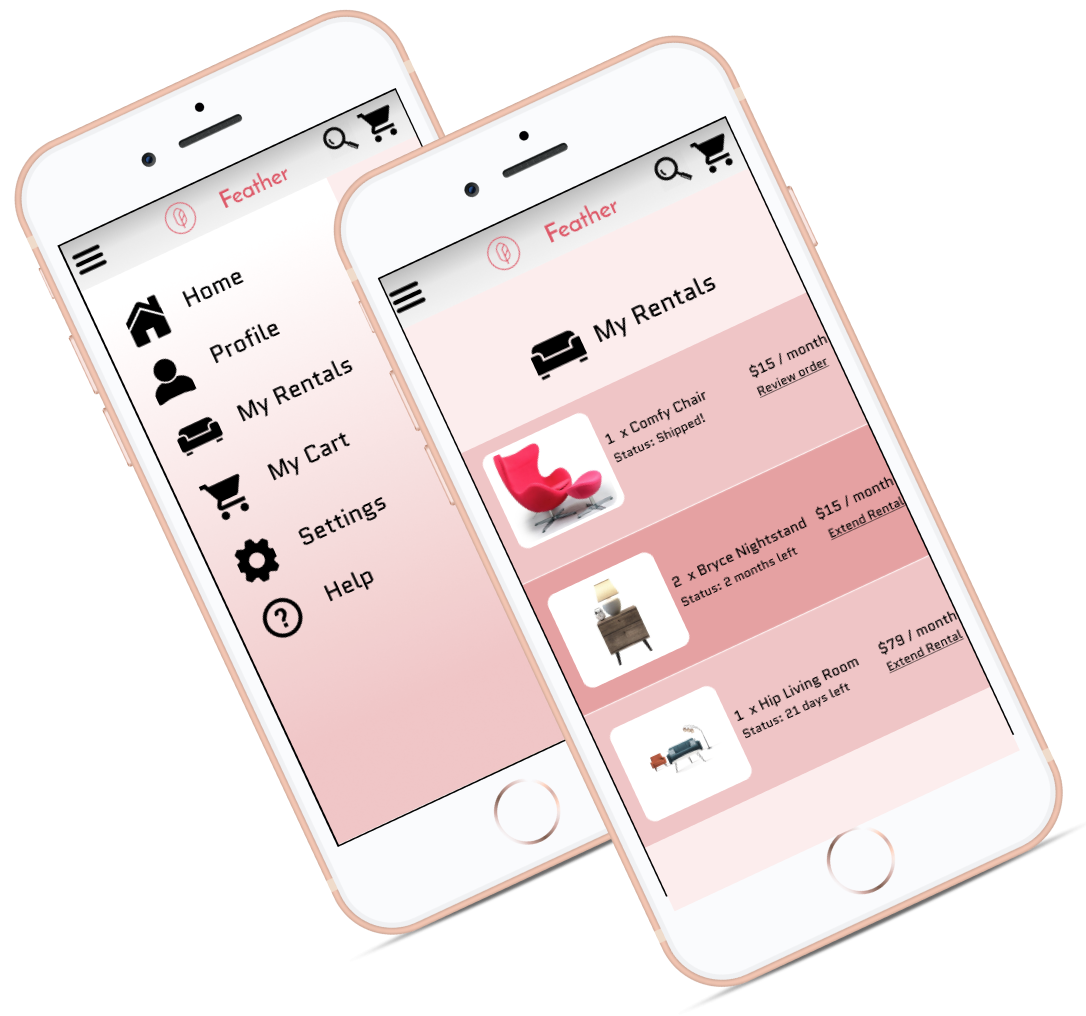 Feather
Home
Profile
My Rentals
My Cart
Settings
?
Help
Feather
My Rentals
1 x Comfy Chair
Status: Shipped!
$15 / month
Review order
2 x Bryce Nightstand
Status: 2 months left
$15 / month
Extend Rental
1 x Hip Living Room
Status: 21 days left
$79 / month
Extend Rental